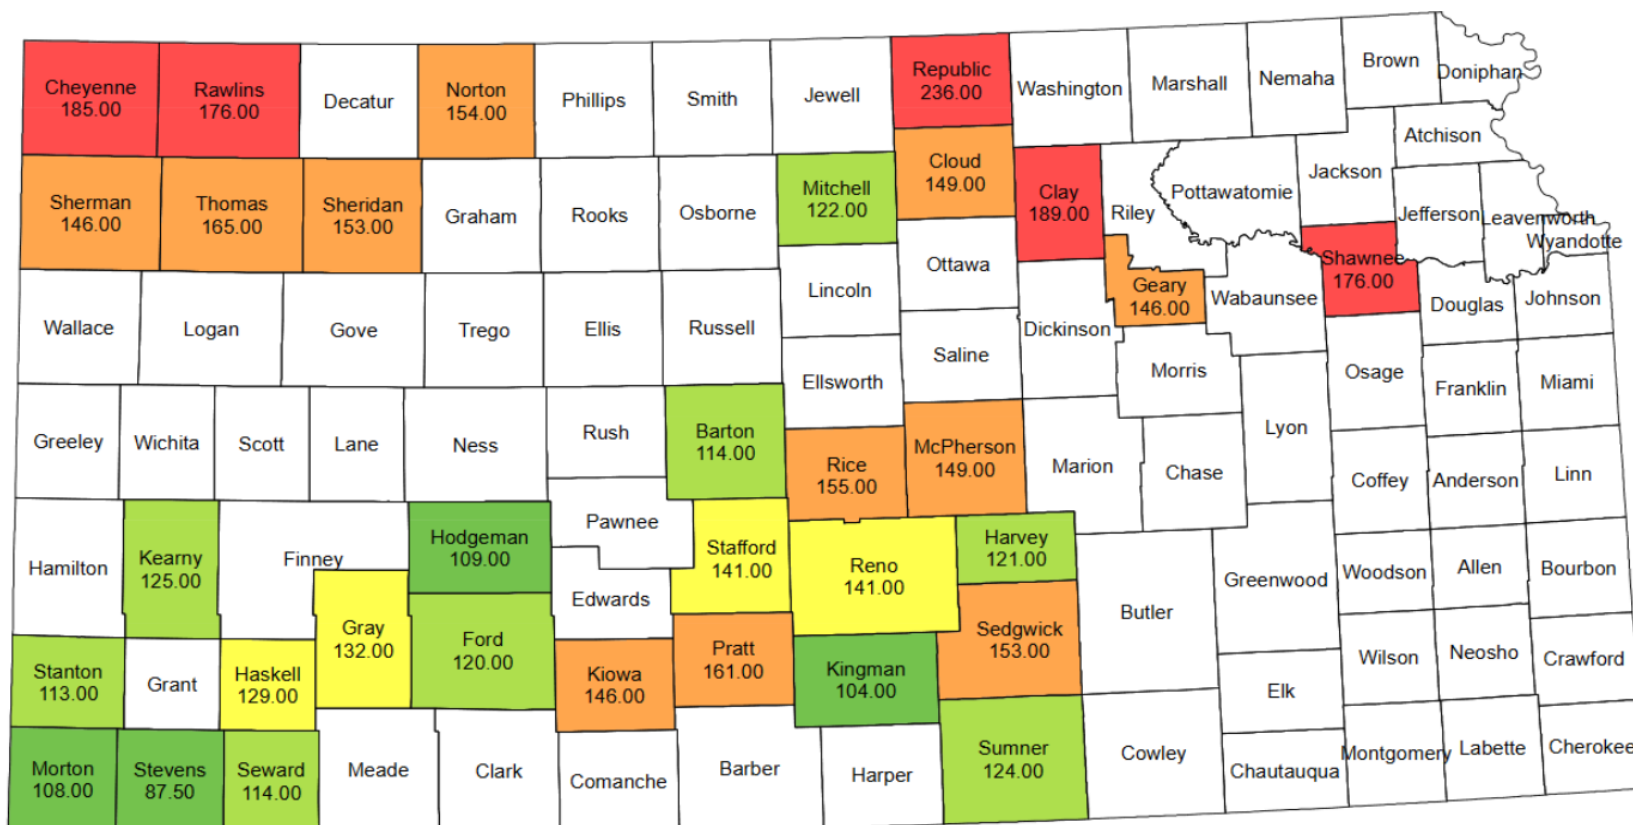 Cheyenne
185.00
Rawlins
176.00
Decatur
Norton
154.00
Phillips
Smith
Jewell
Republic
236.00
Washington
Marshall
Nemaha
Brown
Doniphan
Sherman
146.00
Thomas
165.00
Sheridan
153.00
Graham
Rooks
Osborne
Mitchell
122.00
Cloud
149.00
Clay
189.00
Riley
Pottawatomie
Jackson
Atchison
Jefferson
Leavenworth
Wyandotte
Shawnee
176.00
Wallace
Logan
Gove
Trego
Ellis
Russell
Lincoln
Ottawa
Saline
Dickinson
Geary
146.00
Wabaunsee
Douglas
Johnson
Ellsworth
Morris
Osage
Franklin
Miami
Greeley
Wichita
Scott
Lane
Ness
Rush
Barton
114.00
Rice
155.00
McPherson
149.00
Marion
Chase
Lyon
Coffey
Anderson
Linn
Hamilton
Kearny
125.00
Finney
Hodgeman
109.00
Pawnee
Stafford
141.00
Reno
141.00
Harvey
121.00
Butler
Greenwood
Woodson
Allen
Bourbon
Edwards
Gray
132.00
Ford
120.00
Stanton
113.00
Grant
Haskell
129.00
Kiowa
146.00
Pratt
161.00
Kingman
104.00
Sedgwick
153.00
Elk
Wilson
Neosho
Crawford
Morton
108.00
Stevens
87.50
Seward
114.00
Meade
Clark
Comanche
Barber
Harper
Sumner
124.00
Cowley
Chautauqua
Montgomery
Labette
Cherokee